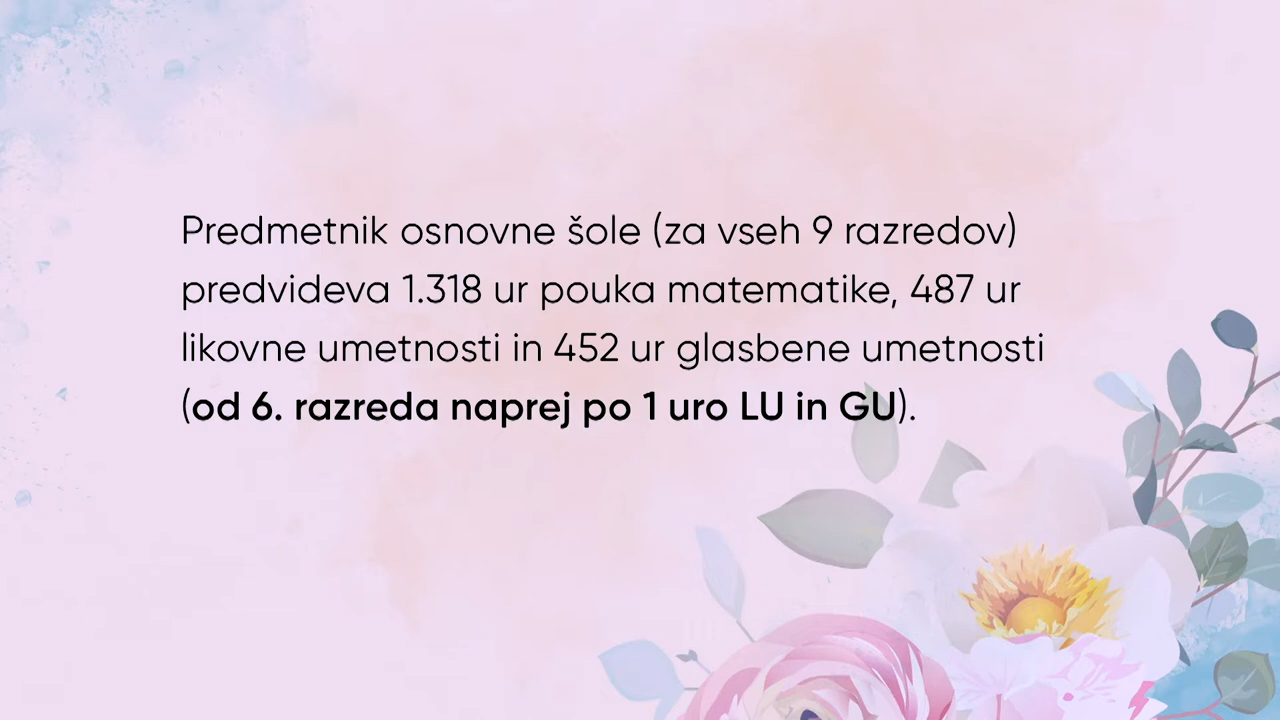 Predmetnik osnovne šole (za vseh 9 razredov)
predvideva 1.318 ur pouka matematike, 487 ur
likovne umetnosti in 452 ur glasbene umetnosti
(od 6. razreda naprej po 1 uro LU in GU).